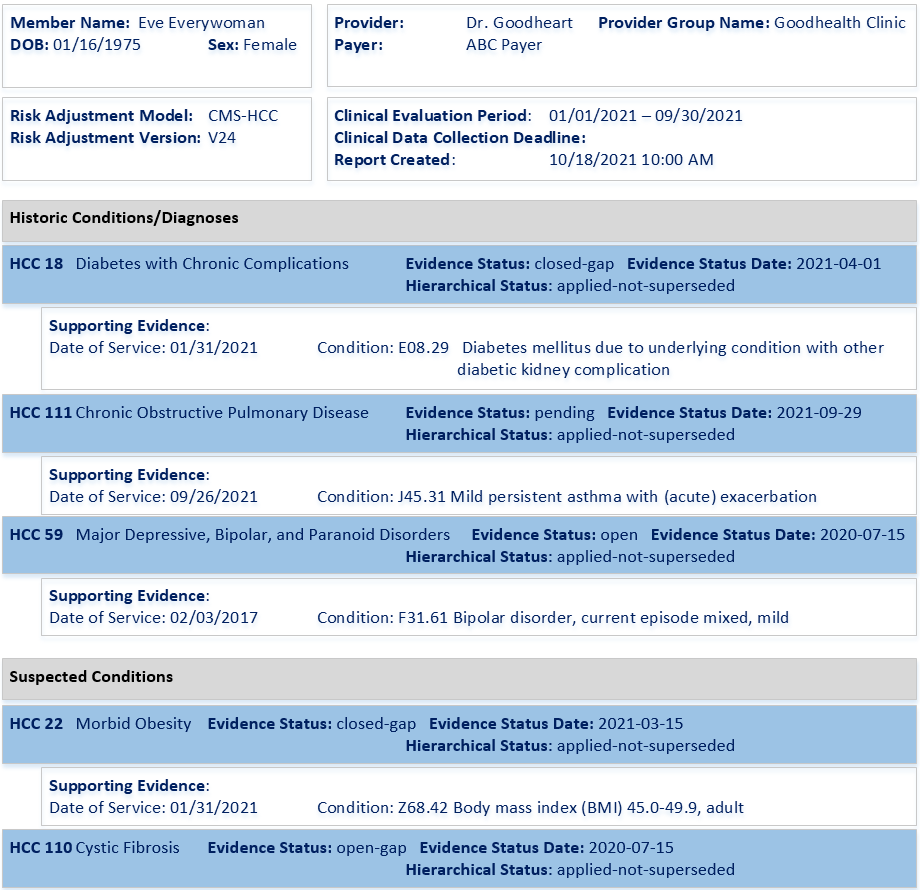 Member Name: Eve Everywoman
DOB: 01/16/1975 Sex: Female
Provider: Dr. Goodheart Provider Group Name: Goodhealth Clinic
Payer: ABC Payer
Risk Adjustment Model: CMS-HCC
Risk Adjustment Version: V24
Clinical Evaluation Period: 01/01/2021 – 09/30/2021
Clinical Data Collection Deadline:
Report Created: 10/18/2021 10:00 AM
Historic Conditions/Diagnoses
HCC 18 Diabetes with Chronic Complications Evidence Status: closed-gap Evidence Status Date: 2021-04-01
Hierarchical Status: applied-not-superseded
Supporting Evidence:
Date of Service: 01/31/2021 Condition: E08.29 Diabetes mellitus due to underlying condition with other
diabetic kidney complication
HCC 111 Chronic Obstructive Pulmonary Disease Evidence Status: pending Evidence Status Date: 2021-09-29
Hierarchical Status: applied-not-superseded
Supporting Evidence:
Date of Service: 09/26/2021 Condition: J45.31 Mild persistent asthma with (acute) exacerbation
HCC 59 Major Depressive, Bipolar, and Paranoid Disorders Evidence Status: open Evidence Status Date: 2020-07-15
Hierarchical Status: applied-not-superseded
Supporting Evidence:
Date of Service: 02/03/2017 Condition: F31.61 Bipolar disorder, current episode mixed, mild
Suspected Conditions
HCC 22 Morbid Obesity Evidence Status: closed-gap Evidence Status Date: 2021-03-15
Hierarchical Status: applied-not-superseded
Supporting Evidence:
Date of Service: 01/31/2021 Condition: Z68.42 Body mass index (BMI) 45.0-49.9, adult
HCC 110 Cystic Fibrosis Evidence Status: open-gap Evidence Status Date: 2020-07-15
Hierarchical Status: applied-not-superseded